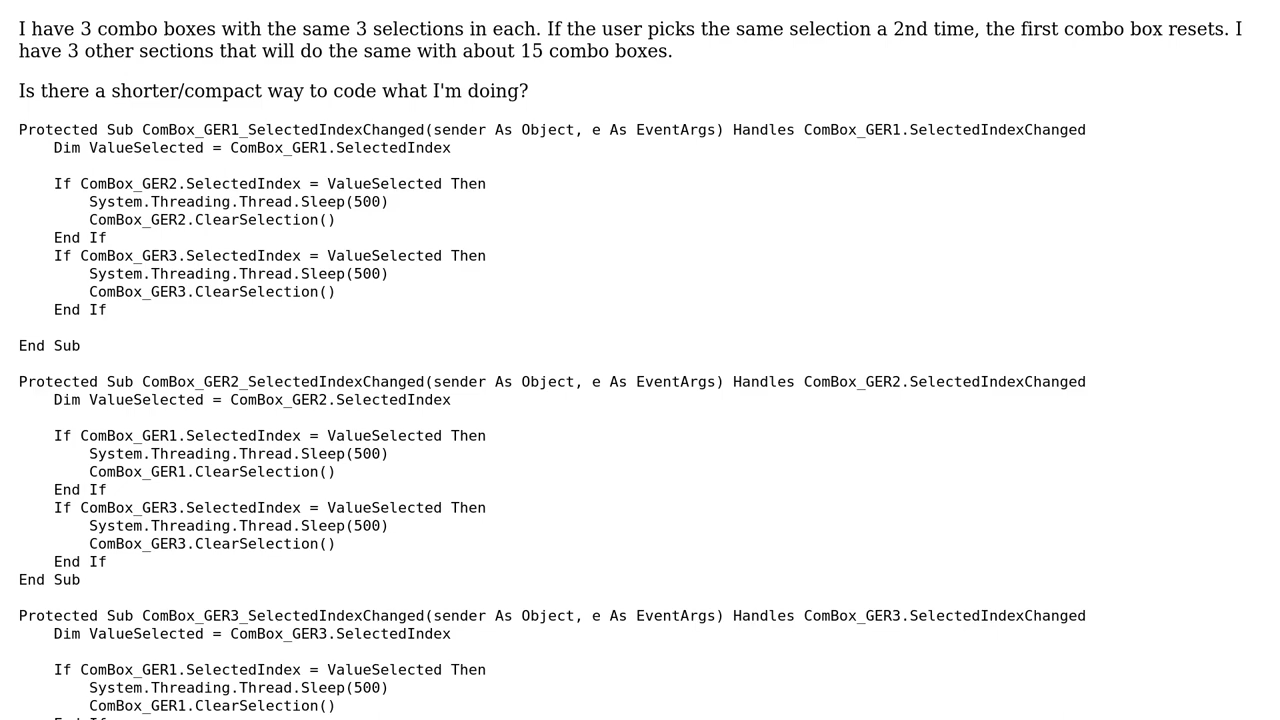 I have 3 combo boxes with the same 3 selections in each. If the user picks the same selection a 2nd time, the first combo box resets. I
have 3 other sections that will do the same with about 15 combo boxes.
Is there a shorter/compact way to code what I'm doing?
Protected Sub ComBox_GER1_SelectedIndexChanged(sender As Object, e As EventArgs) Handles ComBox_GER1.SelectedIndexChanged
    Dim ValueSelected = ComBox_GER1.SelectedIndex
    If ComBox_GER2.SelectedIndex = ValueSelected Then
        System.Threading.Thread.Sleep(500)
        ComBox_GER2.ClearSelection()
    End If
    If ComBox_GER3.SelectedIndex = ValueSelected Then
        System.Threading.Thread.Sleep(500)
        ComBox_GER3.ClearSelection()
    End If
End Sub
Protected Sub ComBox_GER2_SelectedIndexChanged(sender As Object, e As EventArgs) Handles ComBox_GER2.SelectedIndexChanged
    Dim ValueSelected = ComBox_GER2.SelectedIndex
    If ComBox_GER1.SelectedIndex = ValueSelected Then
        System.Threading.Thread.Sleep(500)
        ComBox_GER1.ClearSelection()
    End If
    If ComBox_GER3.SelectedIndex = ValueSelected Then
        System.Threading.Thread.Sleep(500)
        ComBox_GER3.ClearSelection()
    End If
End Sub
Protected Sub ComBox_GER3_SelectedIndexChanged(sender As Object, e As EventArgs) Handles ComBox_GER3.SelectedIndexChanged
    Dim ValueSelected = ComBox_GER3.SelectedIndex
    If ComBox_GER1.SelectedIndex = ValueSelected Then
        System.Threading.Thread.Sleep(500)
        ComBox_GER1.ClearSelection()